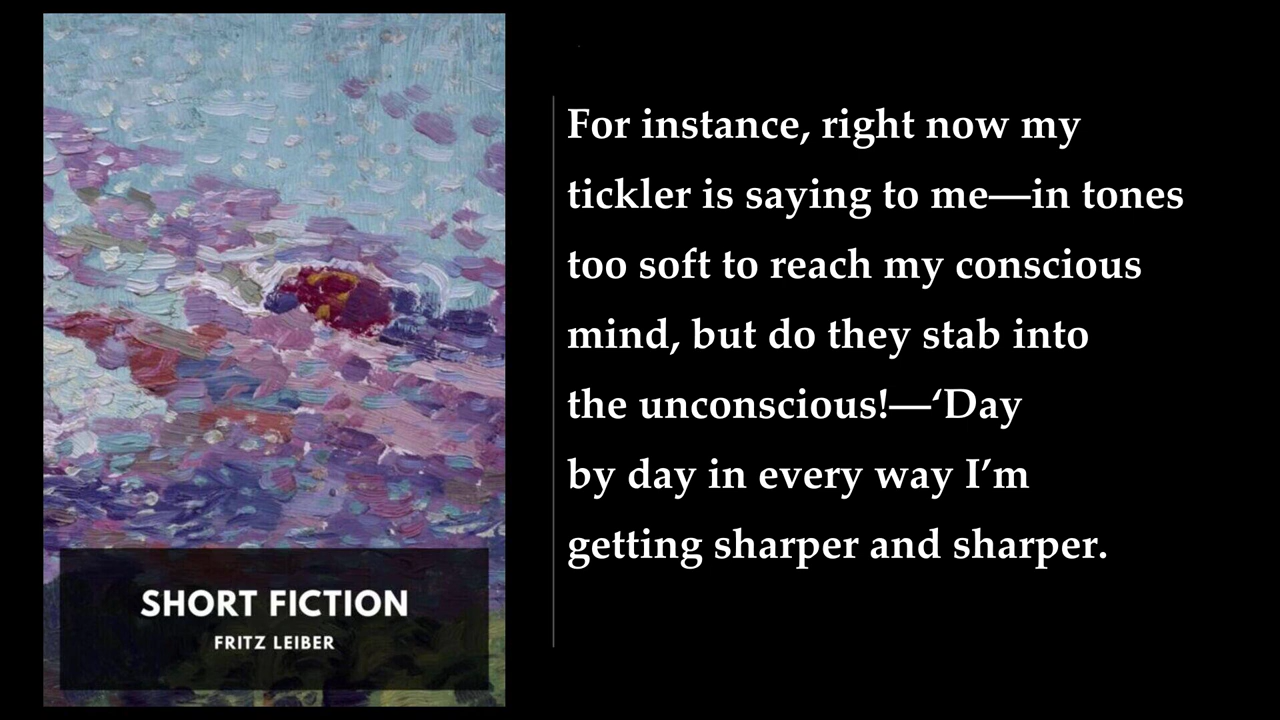 For instance, right now my
tickler is saying to me—in tones
too soft to reach my conscious
mind, but do they stab into
the unconscious!—‘Day
by day in every way I’m
getting sharper and sharper.
SHORT FICTION
FRITZ LEIBER